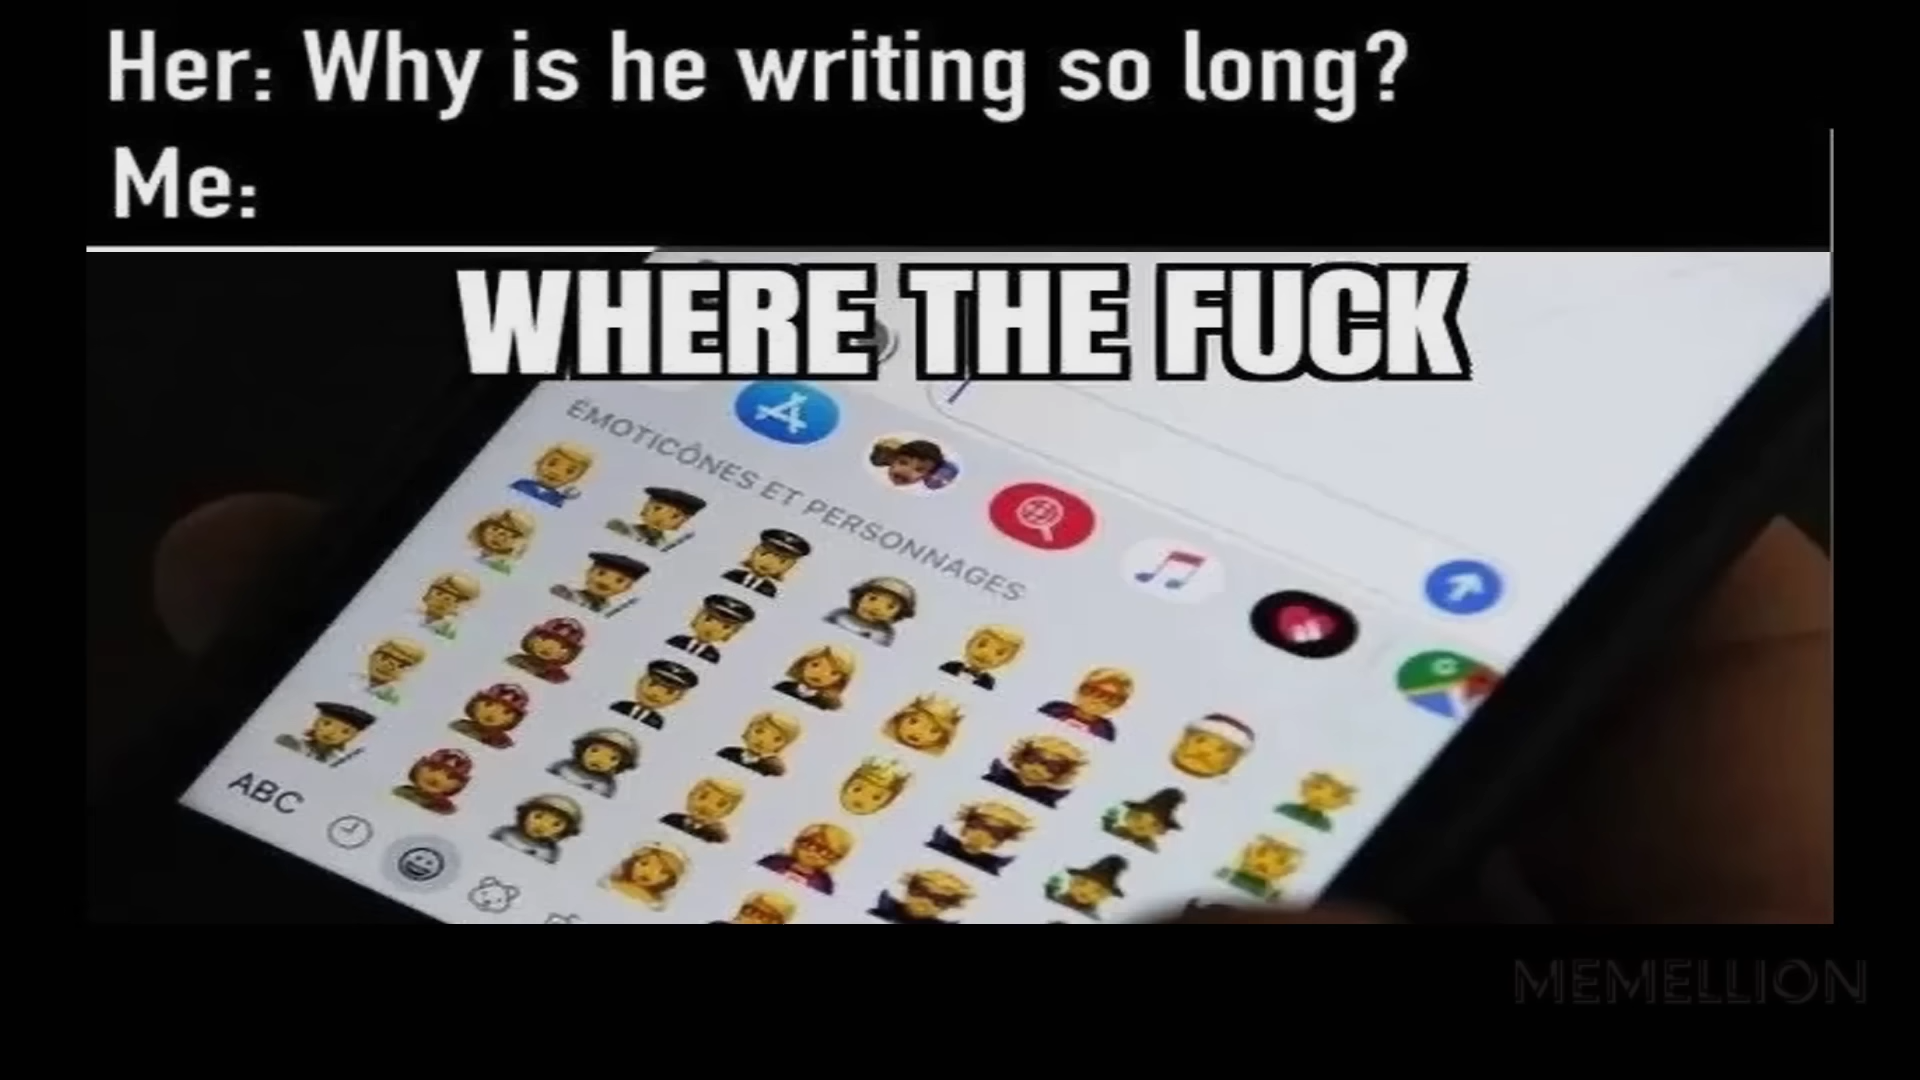 Her: Why is he writing so long?
Me:
WHERE THE FUCK
ÉMOTICÔNES ET PERSONNAGES
ABC
MEMELLION